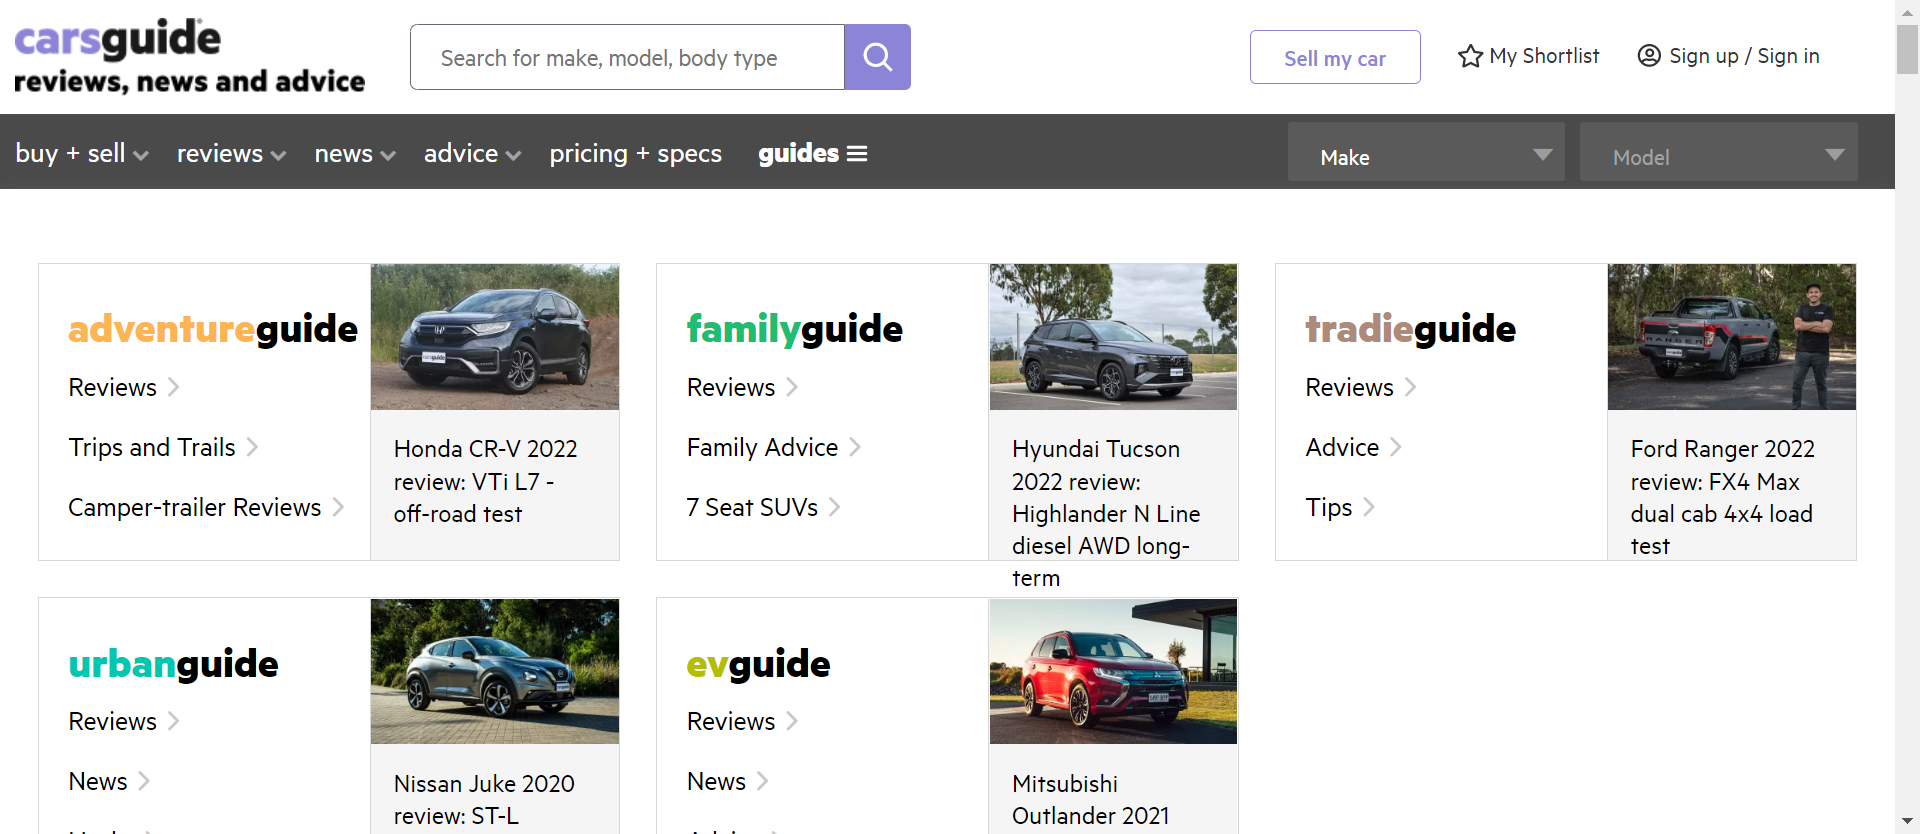 carsguide
reviews, news and advice
Search for make, model, body type
Sell my car
My Shortlist
Sign up / Sign in
buy + sell
reviews
news
advice
pricing + specs
guides
Make
Model
adventureguide
Reviews
Trips and Trails
Camper-trailer Reviews
Honda CR-V 2022
review: VTi L7 -
off-road test
familyguide
Reviews
Family Advice
7 Seat SUVs
Hyundai Tucson
2022 review:
Highlander N Line
diesel AWD long-
term
tradieguide
Reviews
Advice
Tips
RANGER
Ford Ranger 2022
review: FX4 Max
dual cab 4x4 load
test
urbanguide
Reviews
News
Nissan Juke 2020
review: ST-L
evguide
Reviews
News
Mitsubishi
Outlander 2021